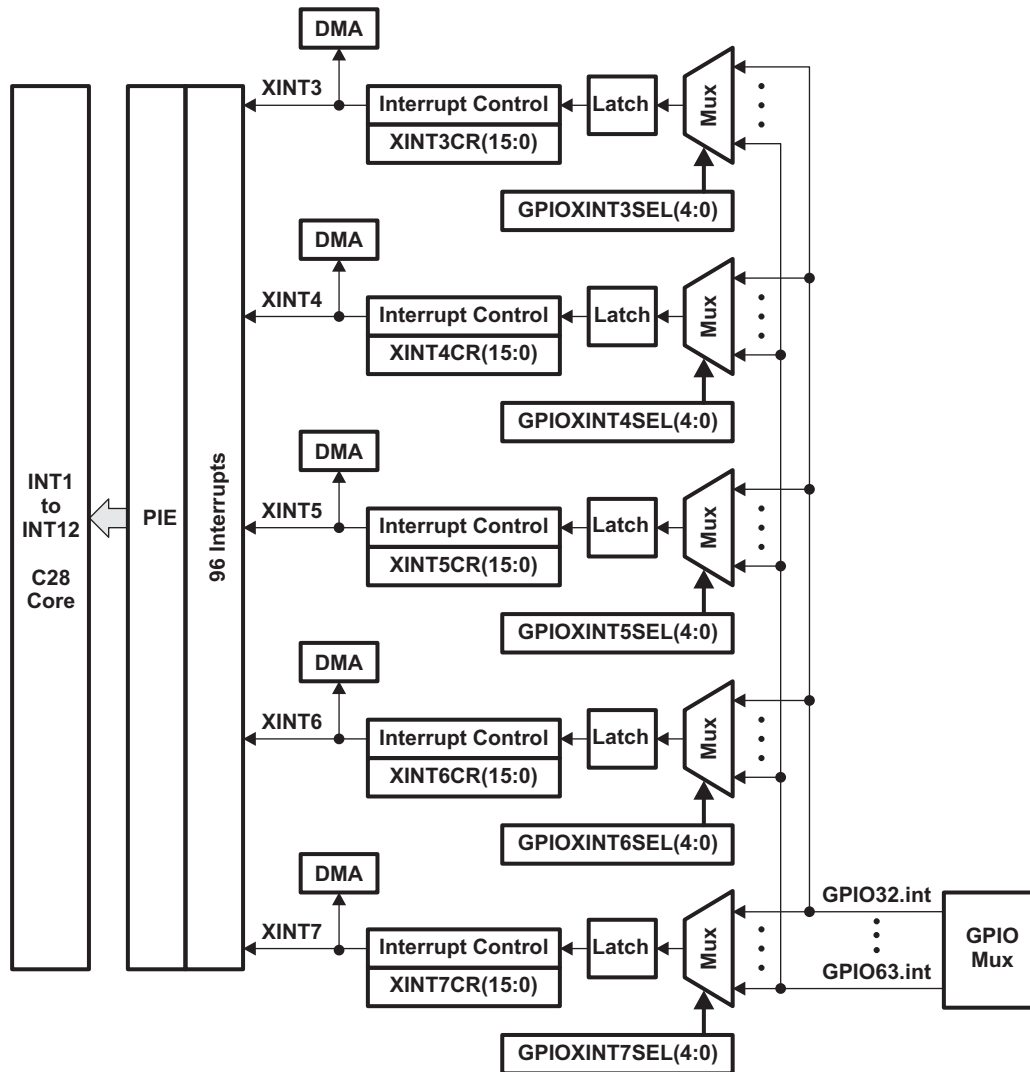 DMA
XINT3
Interrupt Control
XINT3CR(15:0)
Latch
Mux
GPIOXINT3SEL(4:0)
DMA
XINT4
Interrupt Control
XINT4CR(15:0)
Latch
Mux
GPIOXINT4SEL(4:0)
INT1
to
INT12
C28
Core
PIE
96 Interrupts
DMA
XINT5
Interrupt Control
XINT5CR(15:0)
Latch
Mux
GPIOXINT5SEL(4:0)
DMA
XINT6
Interrupt Control
XINT6CR(15:0)
Latch
Mux
GPIOXINT6SEL(4:0)
DMA
XINT7
Interrupt Control
XINT7CR(15:0)
Latch
Mux
GPIOXINT7SEL(4:0)
GPIO32.int
GPIO63.int
GPIO
Mux